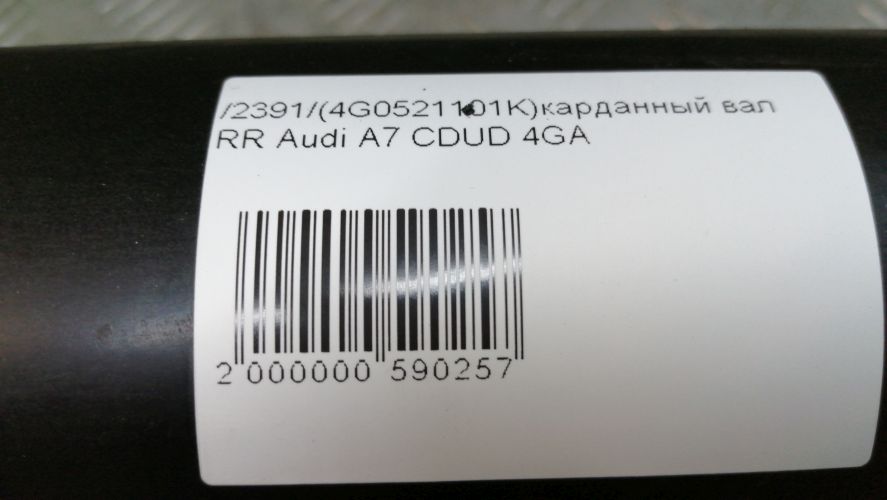 /2391/(4G0521101K)карданный вал
RR Audi A7 CDUD 4GA
2 000000 590257